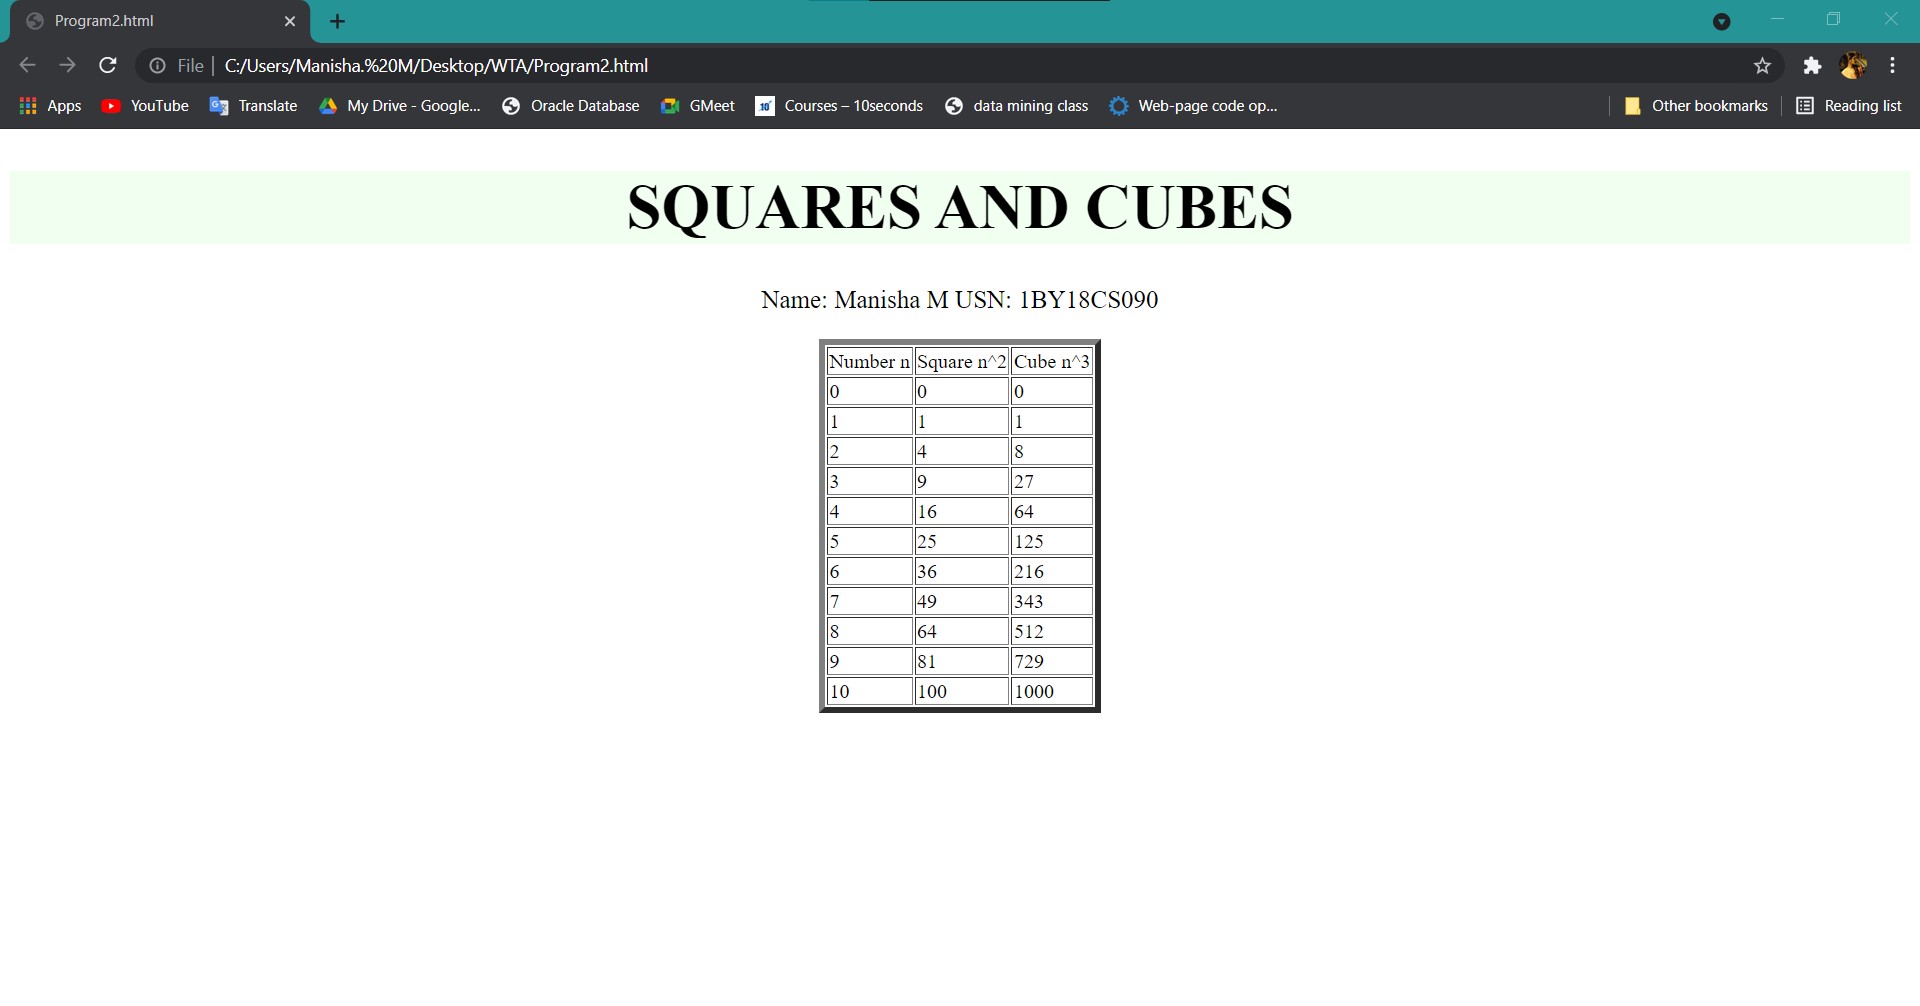 Program2.html
File | C:/Users/Manisha.%20M/Desktop/WTA/Program2.html
Apps YouTube Translate My Drive - Google... Oracle Database GMeet 10" Courses – 10seconds data mining class Web-page code op... Other bookmarks Reading list
SQUARES AND CUBES
Name: Manisha M USN: 1BY18CS090
Number n Square n^2 Cube n^3
0 0 0
1 1 1
2 4 8
3 9 27
4 16 64
5 25 125
6 36 216
7 49 343
8 64 512
9 81 729
10 100 1000